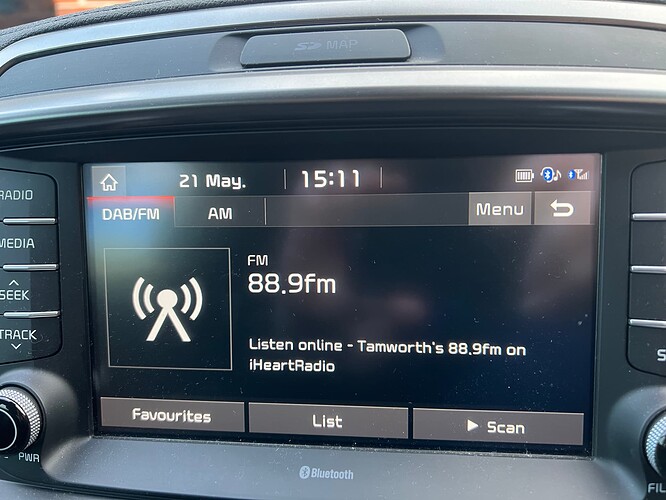 SD MAP
21 May.
15:11
RADIO
DAB/FM
AM
Menu
MEDIA
SEEK
TRACK
FM
88.9fm
Listen online - Tamworth's 88.9fm on
iHeartRadio
Favourites
List
Scan
PWR
Bluetooth